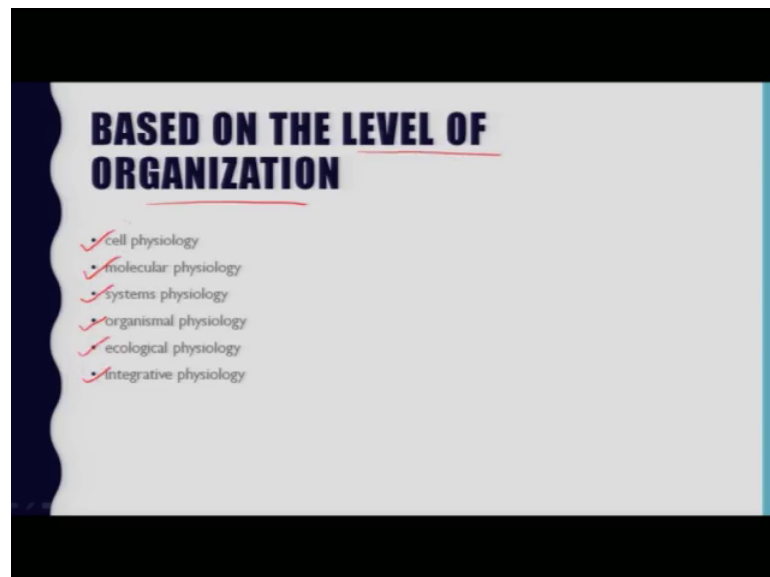 BASED ON THE LEVEL OF
ORGANIZATION
• cell physiology
• molecular physiology
• systems physiology
• organismal physiology
• ecological physiology
• integrative physiology